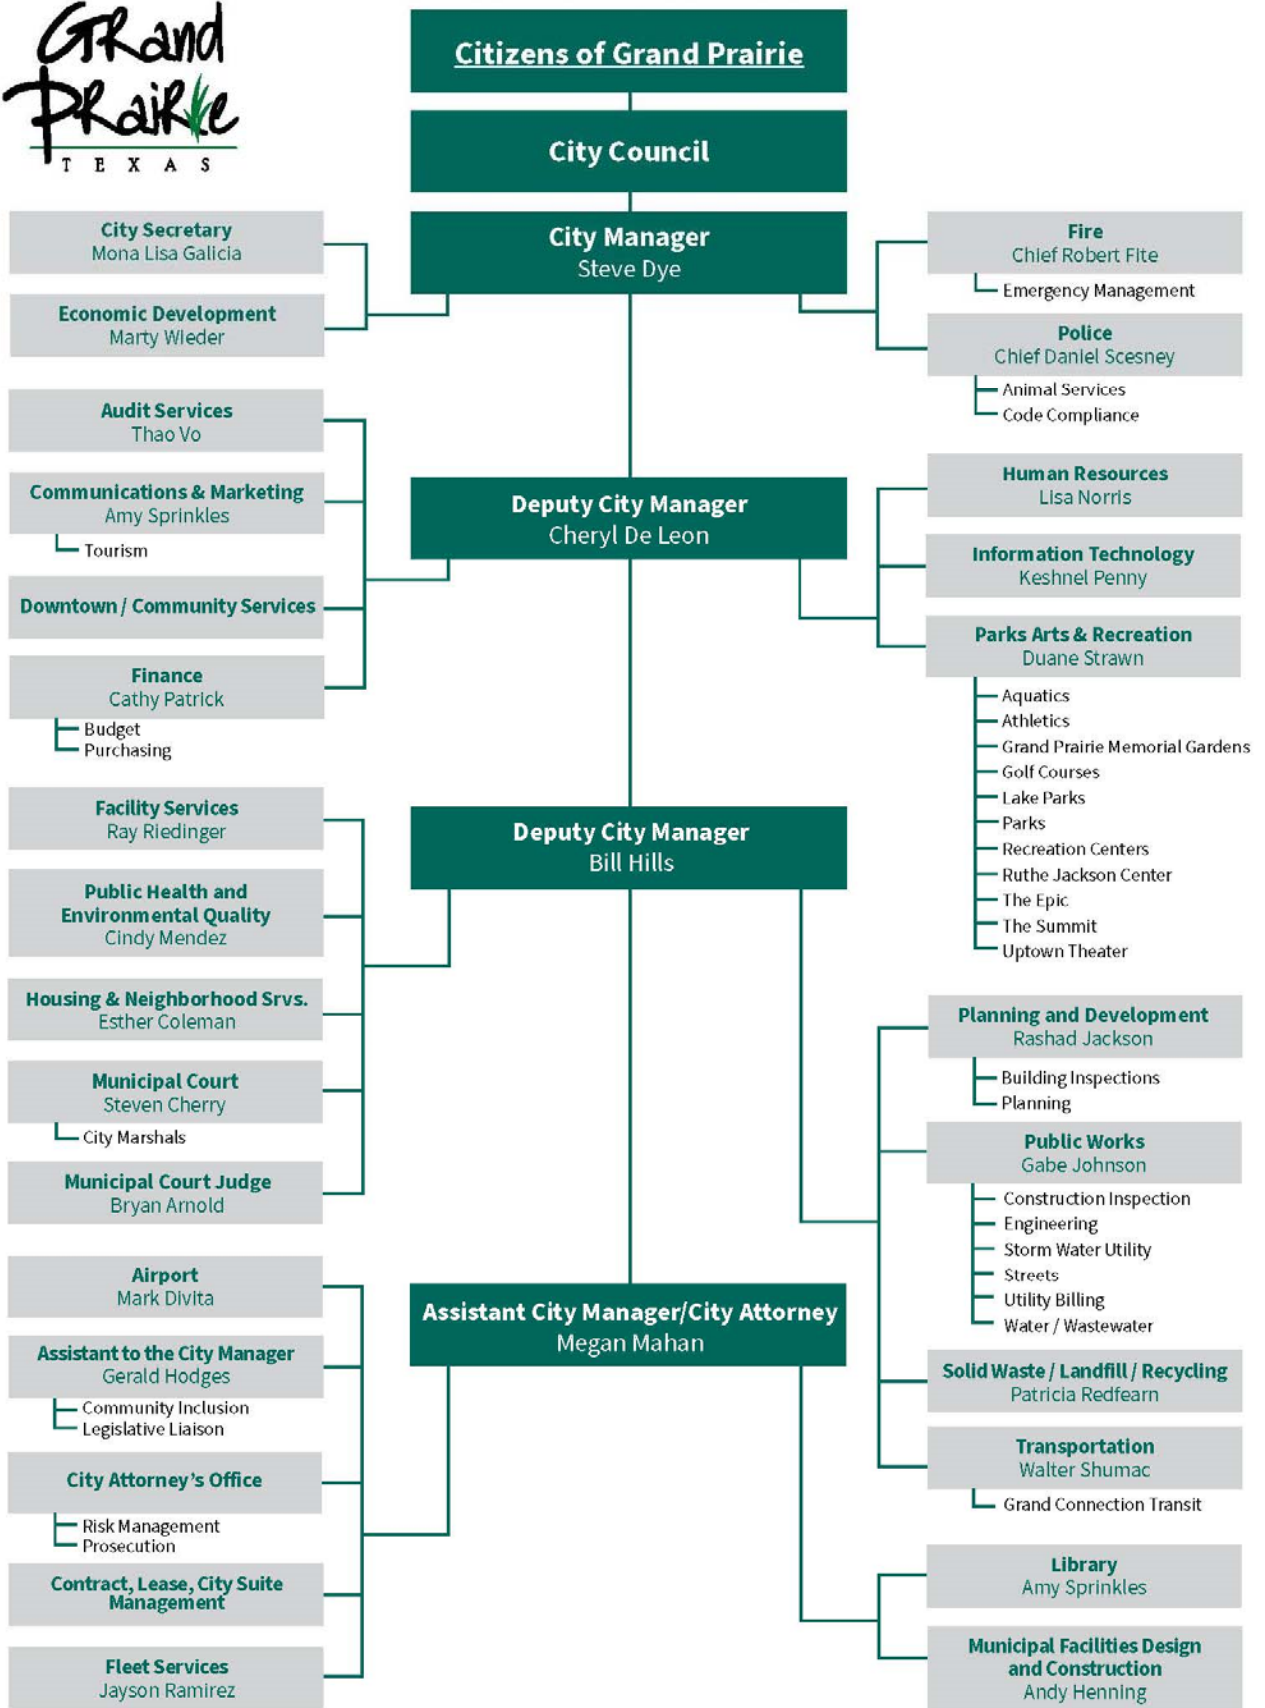 Grand
Prairie
TEXAS
Citizens of Grand Prairie
City Council
City Manager
Steve Dye
City Secretary
Mona Lisa Galicia
Economic Development
Marty Wieder
Fire
Chief Robert Fite
Emergency Management
Police
Chief Daniel Scesney
Animal Services
Code Compliance
Deputy City Manager
Cheryl De Leon
Audit Services
Thao Vo
Communications & Marketing
Amy Sprinkles
Tourism
Downtown / Community Services
Finance
Cathy Patrick
Budget
Purchasing
Human Resources
Lisa Norris
Information Technology
Keshnel Penny
Parks Arts & Recreation
Duane Strawn
Aquatics
Athletics
Grand Prairie Memorial Gardens
Golf Courses
Lake Parks
Parks
Recreation Centers
Ruthe Jackson Center
The Epic
The Summit
Uptown Theater
Deputy City Manager
Bill Hills
Facility Services
Ray Riedinger
Public Health and
Environmental Quality
Cindy Mendez
Housing & Neighborhood Srvs.
Esther Coleman
Municipal Court
Steven Cherry
City Marshals
Municipal Court Judge
Bryan Arnold
Planning and Development
Rashad Jackson
Building Inspections
Planning
Public Works
Gabe Johnson
Construction Inspection
Engineering
Storm Water Utility
Streets
Utility Billing
Water / Wastewater
Solid Waste / Landfill / Recycling
Patricia Redfearn
Transportation
Walter Shumac
Grand Connection Transit
Assistant City Manager/City Attorney
Megan Mahan
Airport
Mark Divita
Assistant to the City Manager
Gerald Hodges
Community Inclusion
Legislative Liaison
City Attorney's Office
Risk Management
Prosecution
Contract, Lease, City Suite
Management
Fleet Services
Jayson Ramirez
Library
Amy Sprinkles
Municipal Facilities Design
and Construction
Andy Henning